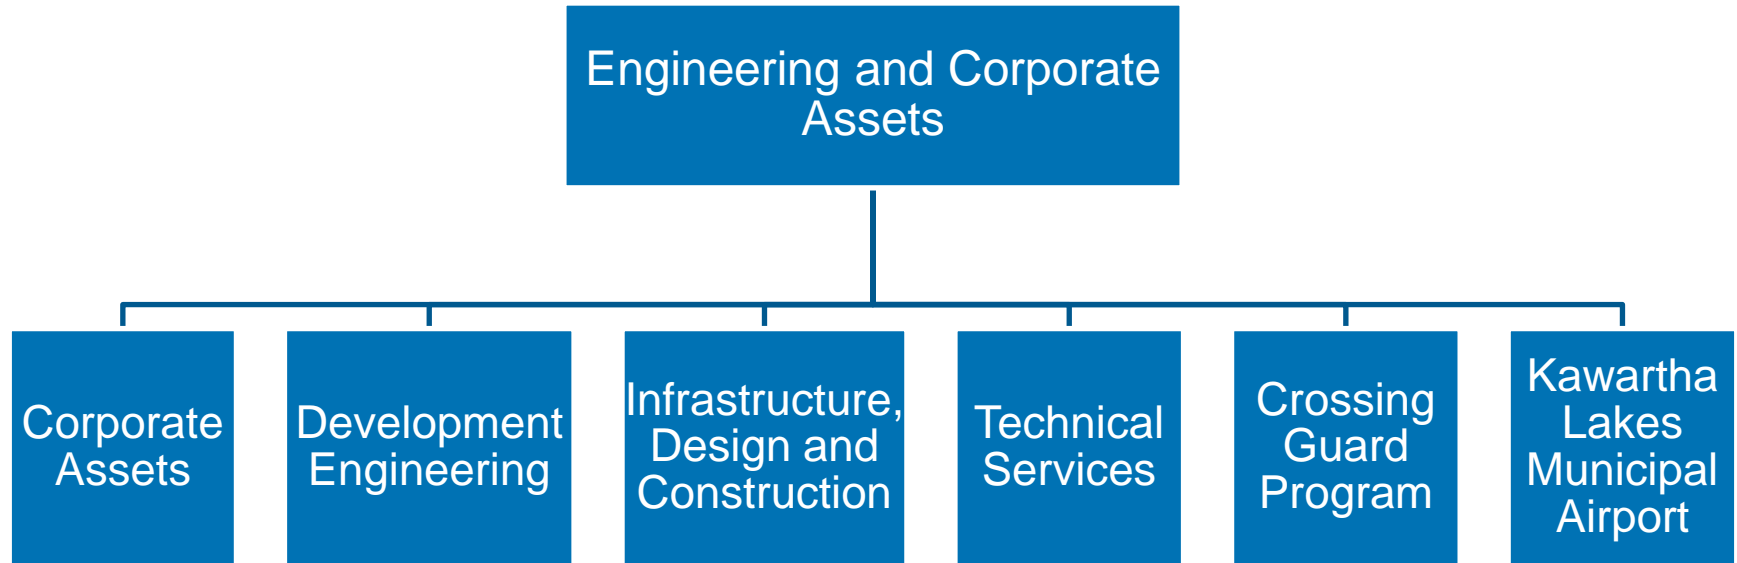 Engineering and Corporate
Assets
Corporate
Assets
Development
Engineering
Infrastructure,
Design and
Construction
Technical
Services
Crossing
Guard
Program
Kawartha
Lakes
Municipal
Airport